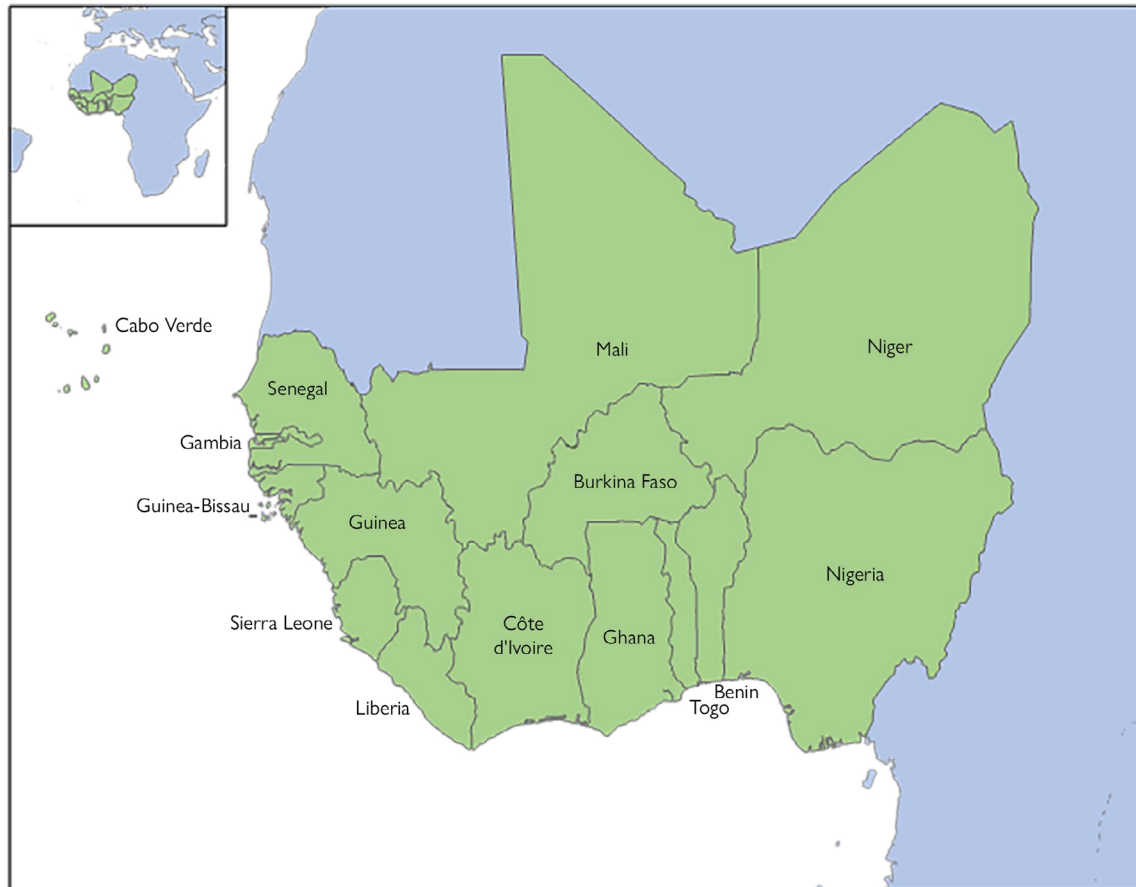 Cabo Verde
Mali
Niger
Senegal
Gambia
Burkina Faso
Guinea-Bissau
Guinea
Nigeria
Sierra Leone
Côte
d'Ivoire
Ghana
Liberia
Benin
Togo